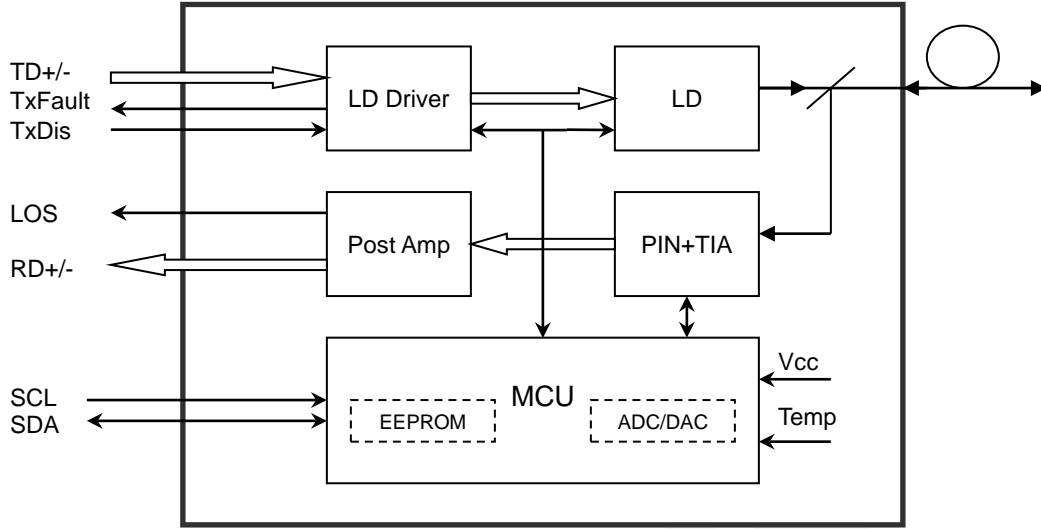 TD+/-
TxFault
TxDis
LD Driver
LD
LOS
RD+/-
Post Amp
PIN+TIA
SCL
SDA
MCU
EEPROM
ADC/DAC
Vcc
Temp